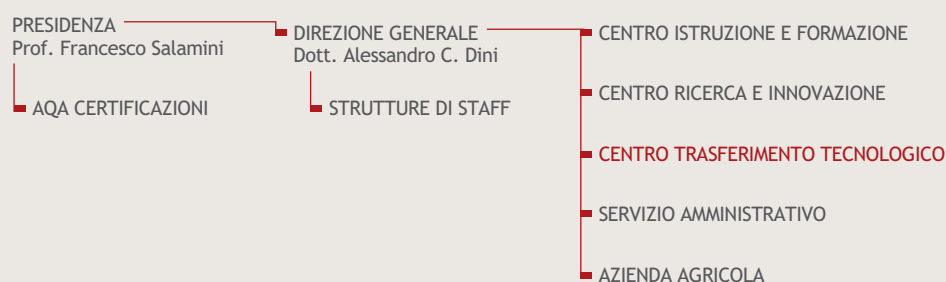 PRESIDENZA
Prof. Francesco Salamini
AQA CERTIFICAZIONI
DIREZIONE GENERALE
Dott. Alessandro C. Dini
STRUTTURE DI STAFF
CENTRO ISTRUZIONE E FORMAZIONE
CENTRO RICERCA E INNOVAZIONE
CENTRO TRASFERIMENTO TECNOLOGICO
SERVIZIO AMMINISTRATIVO
AZIENDA AGRICOLA